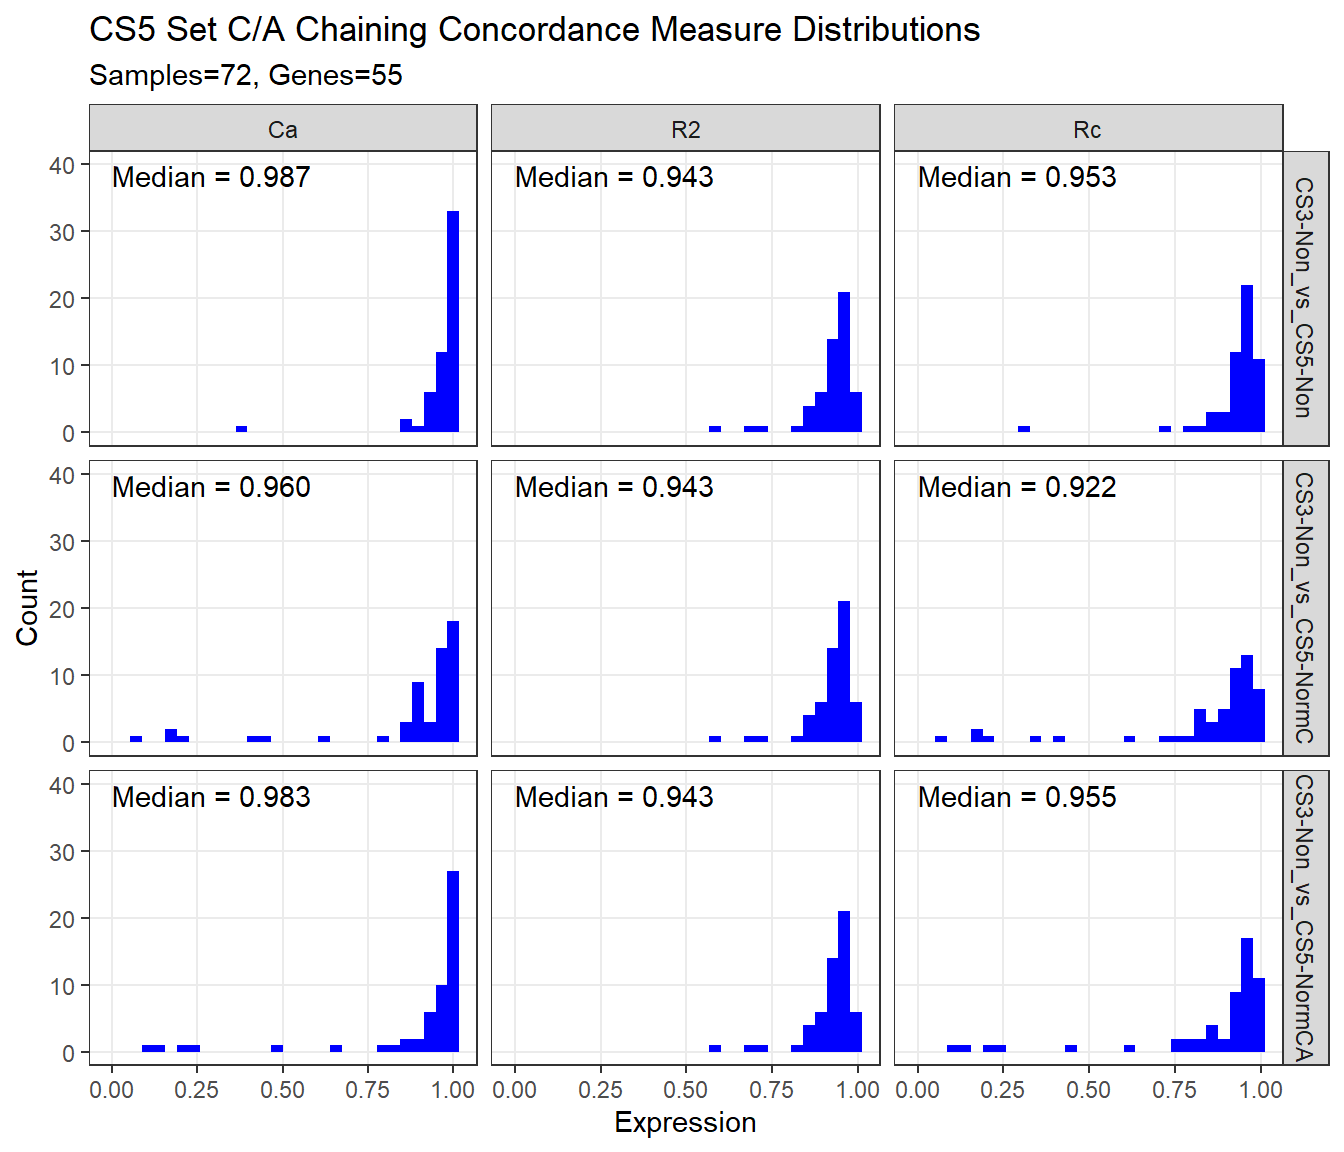 CS5 Set C/A Chaining Concordance Measure Distributions
Samples=72, Genes=55
Ca
R2
Rc
40
30
20
10
0
Median = 0.987
Median = 0.943
Median = 0.953
CS3-Non_vs_CS5-Non
40
30
20
10
0
Median = 0.960
Median = 0.943
Median = 0.922
CS3-Non_vs_CS5-NormC
Count
40
30
20
10
0
Median = 0.983
Median = 0.943
Median = 0.955
CS3-Non_vs_CS5-NormCA
0.00 0.25 0.50 0.75 1.00
0.00 0.25 0.50 0.75 1.00
0.00 0.25 0.50 0.75 1.00
Expression